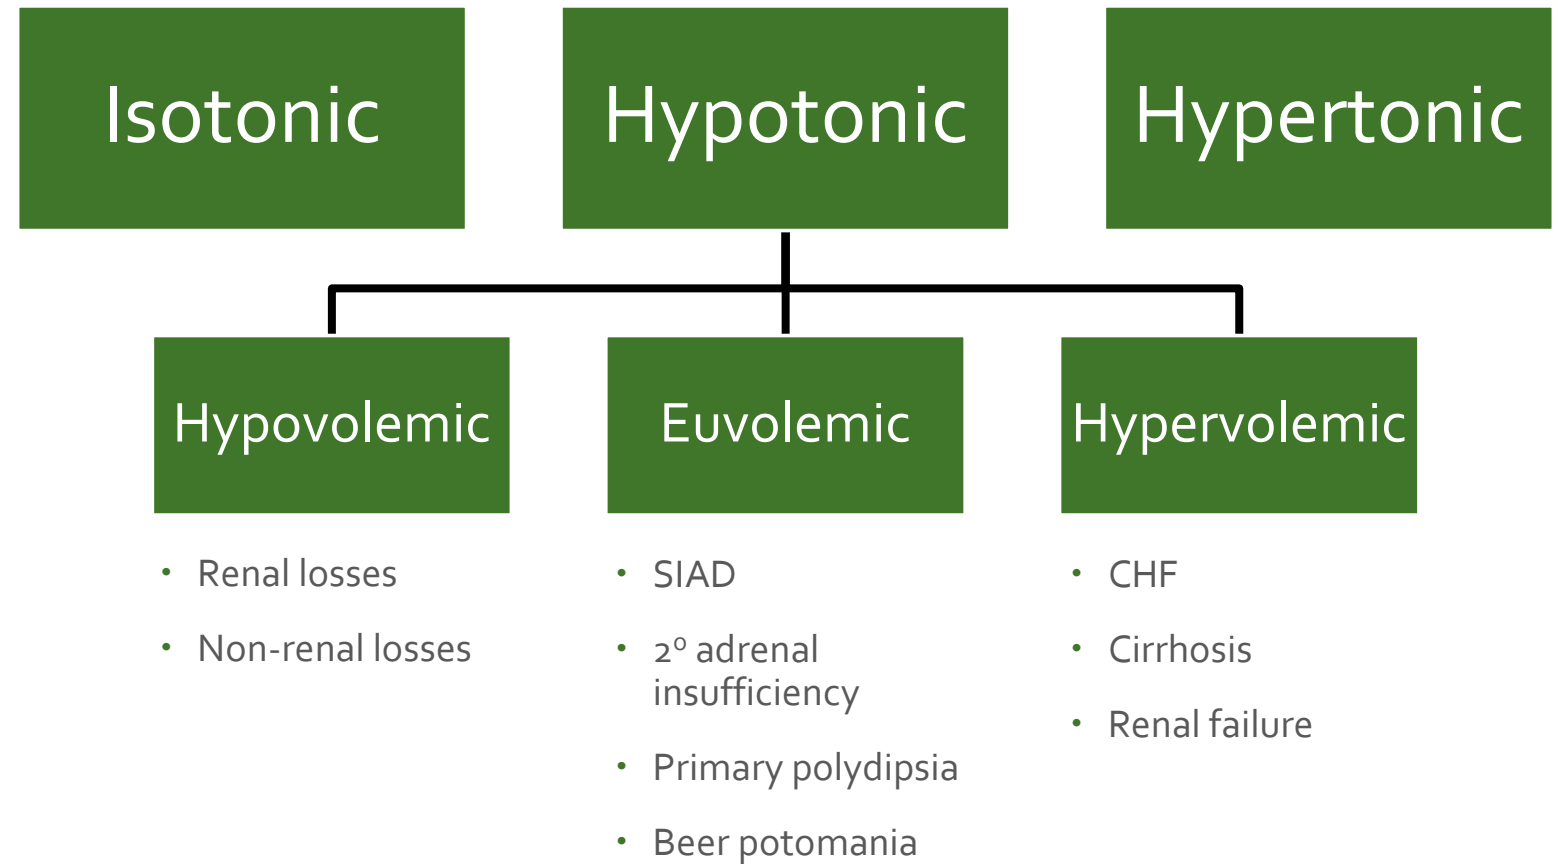 Isotonic
Hypotonic
Hypertonic
Hypovolemic
Euvolemic
Hypervolemic
• Renal losses
• Non-renal losses
• SIAD
• 2º adrenal
insufficiency
• Primary polydipsia
• Beer potomania
• CHF
• Cirrhosis
• Renal failure